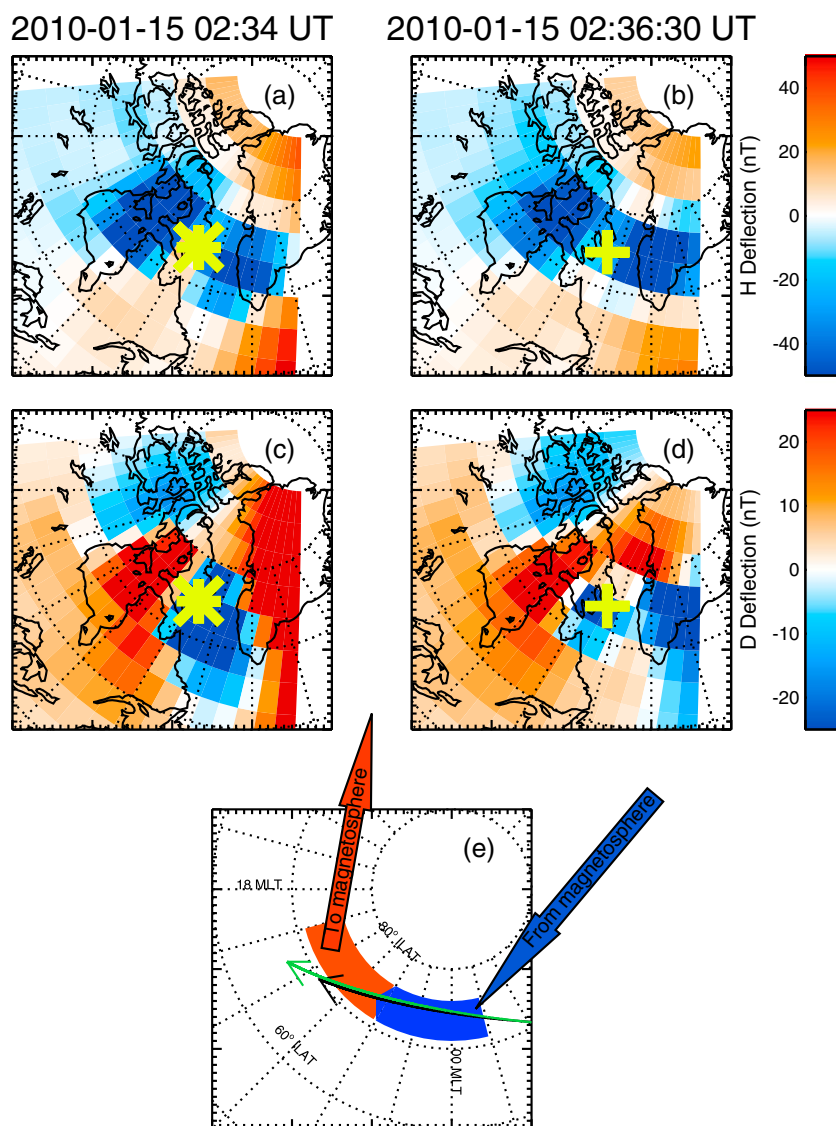 2010-01-15 02:34 UT
2010-01-15 02:36:30 UT
(a)
(b)
40
20
0
-20
-40
H Deflection (nT)
(c)
(d)
20
10
0
-10
-20
D Deflection (nT)
To magnetosphere
From magnetosphere
(e)
18 MLT
80° ILAT
60° ILAT
00 MLT